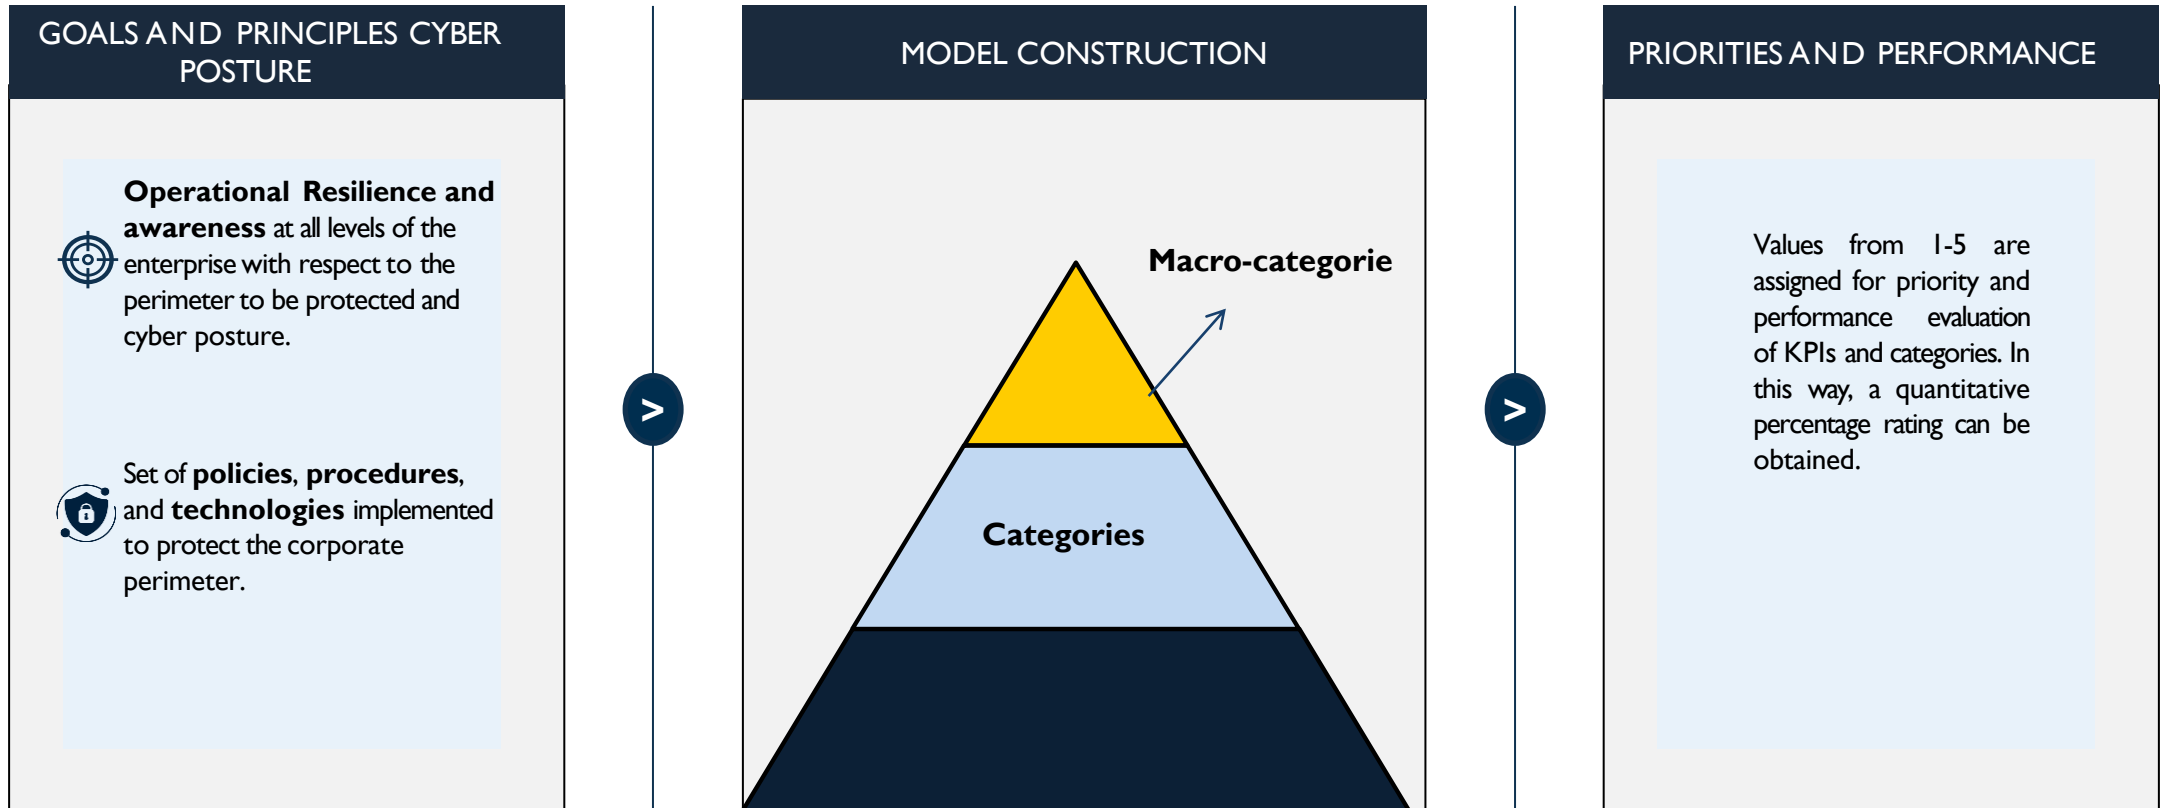 GOALS AND PRINCIPLES CYBER
POSTURE
Operational Resilience and
awareness at all levels of the
enterprise with respect to the
perimeter to be protected and
cyber posture.
Set of policies, procedures,
and technologies implemented
to protect the corporate
perimeter.
>
MODEL CONSTRUCTION
Macro-categorie
Categories
>
PRIORITIES AND PERFORMANCE
Values from 1-5 are
assigned for priority and
performance evaluation
of KPIs and categories. In
this way, a quantitative
percentage rating can be
obtained.